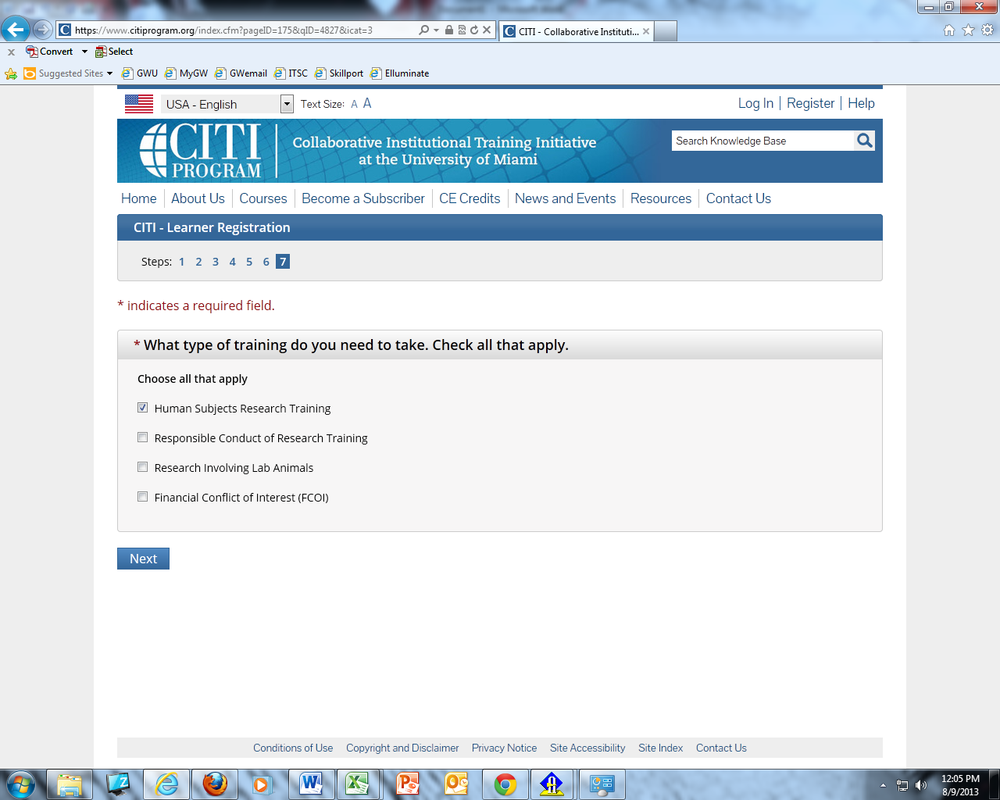 https://www.citiprogram.org/index.cfm?pageID=175&qID=4827&icat=3
CITI - Collaborative Instituti...
Convert Select
Suggested Sites GWU MyGW GWemail ITSC Skillport Elluminate
USA - English Text Size: A A Log In Register Help
CITI PROGRAM
Collaborative Institutional Training Initiative
at the University of Miami
Search Knowledge Base
Home About Us Courses Become a Subscriber CE Credits News and Events Resources Contact Us
CITI - Learner Registration
Steps: 1 2 3 4 5 6 7
* indicates a required field.
* What type of training do you need to take. Check all that apply.
Choose all that apply
Human Subjects Research Training
Responsible Conduct of Research Training
Research Involving Lab Animals
Financial Conflict of Interest (FCOI)
Next
Conditions of Use Copyright and Disclaimer Privacy Notice Site Accessibility Site Index Contact Us
12:05 PM
8/9/2013